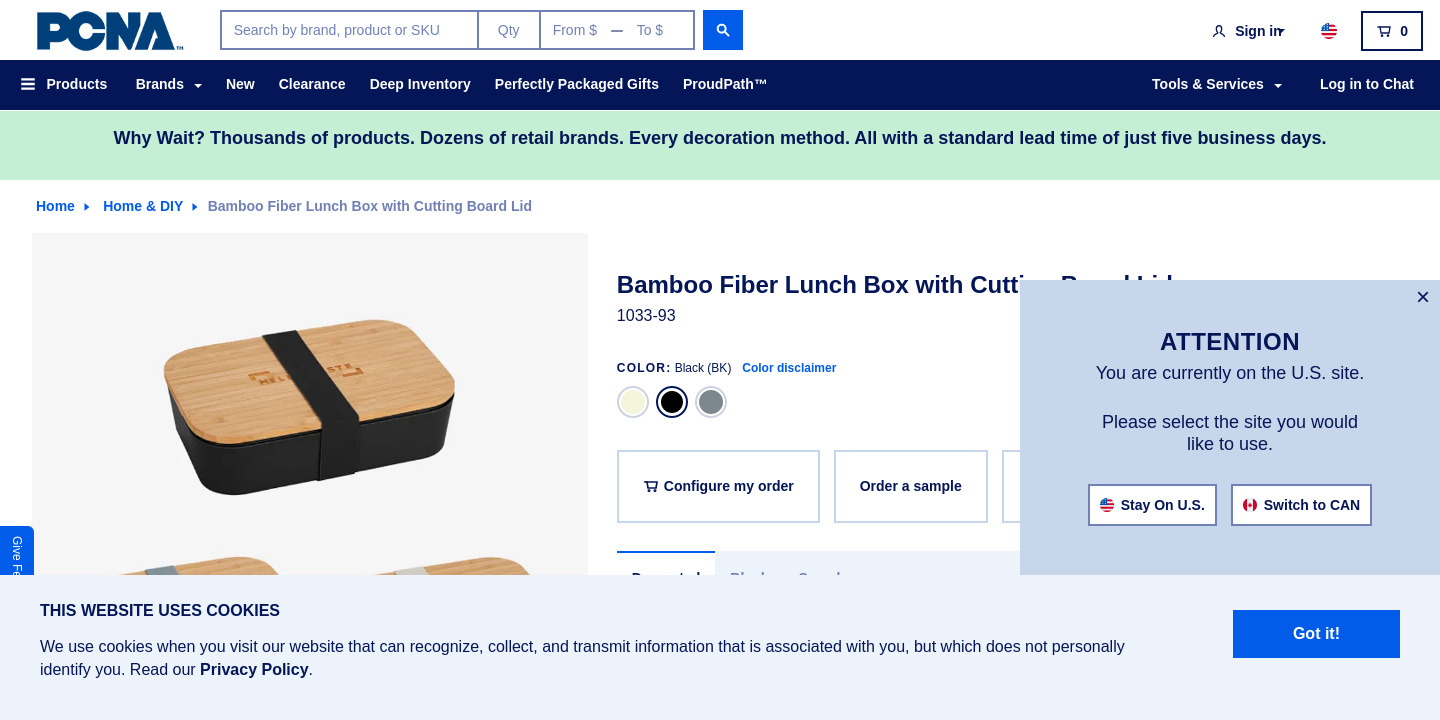 PCNA™
Search by brand, product or SKU
Qty
From $ — To $
Sign in
0
Products
Brands
New
Clearance
Deep Inventory
Perfectly Packaged Gifts
ProudPath™
Tools & Services
Log in to Chat
Why Wait? Thousands of products. Dozens of retail brands. Every decoration method. All with a standard lead time of just five business days.
Home
Home & DIY
Bamboo Fiber Lunch Box with Cutting Board Lid
Bamboo Fiber Lunch Box with Cutting Board Lid
1033-93
COLOR: Black (BK) Color disclaimer
Configure my order
Order a sample
ATTENTION
You are currently on the U.S. site.
Please select the site you would
like to use.
Stay On U.S.
Switch to CAN
Give Fe
THIS WEBSITE USES COOKIES
We use cookies when you visit our website that can recognize, collect, and transmit information that is associated with you, but which does not personally
identify you. Read our Privacy Policy.
Got it!